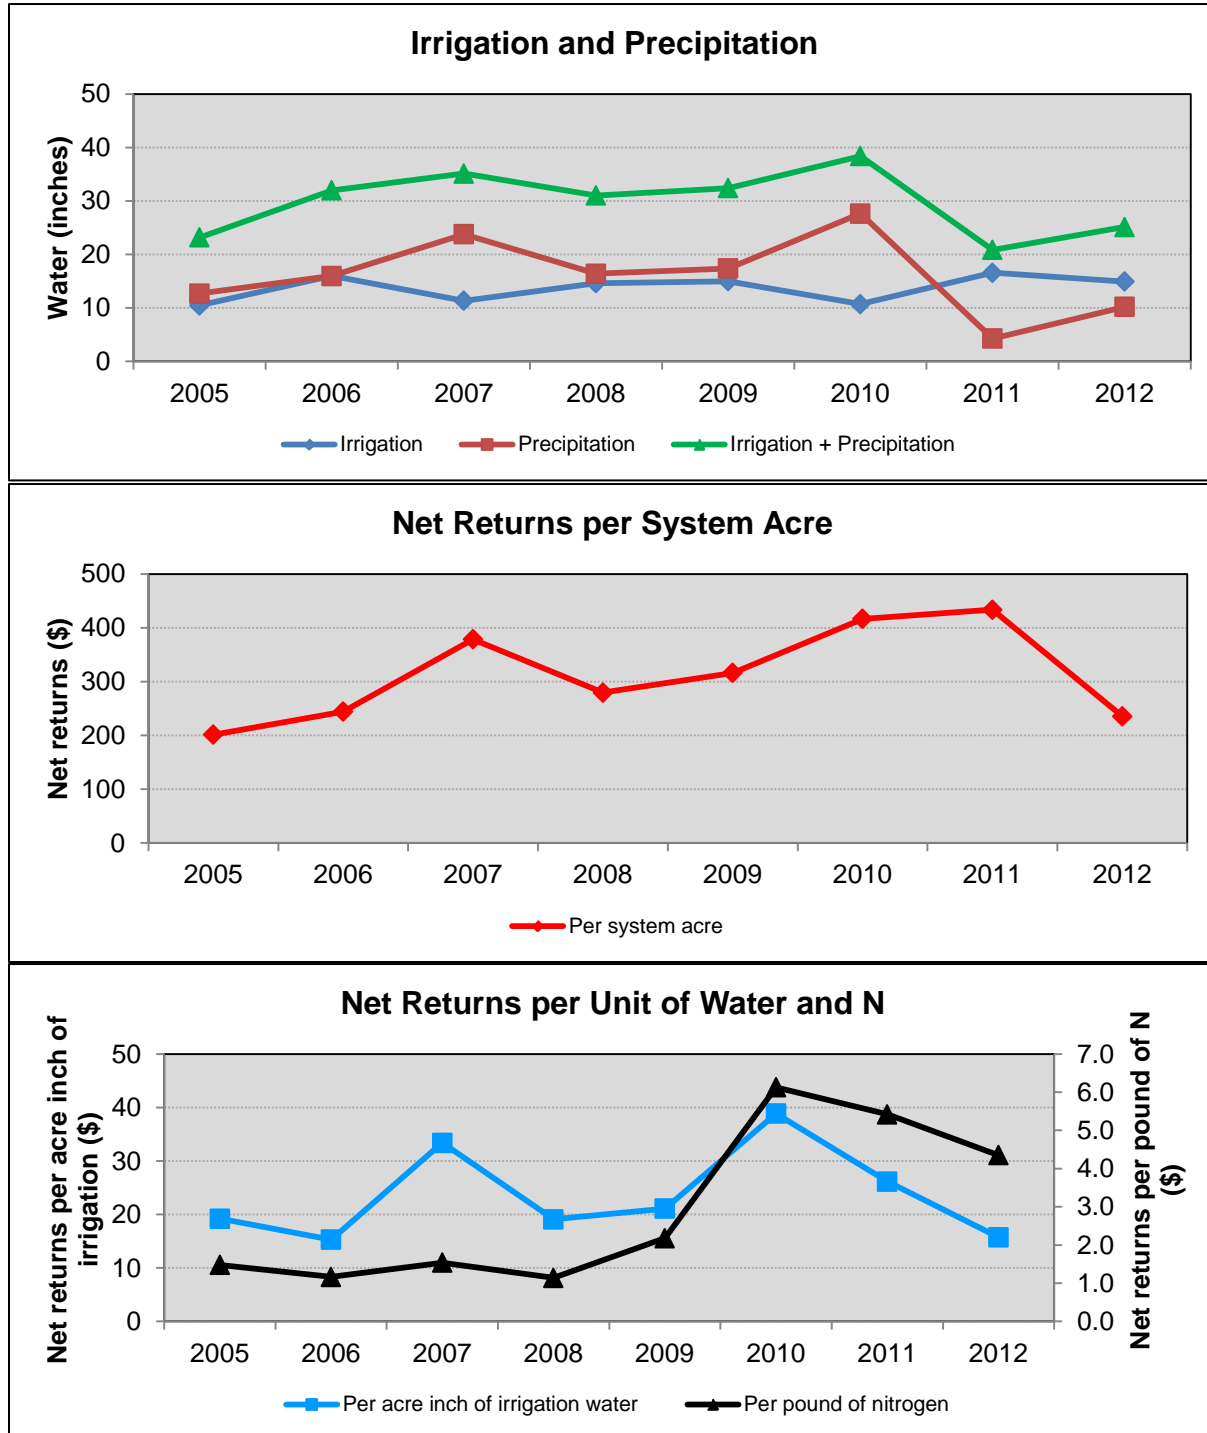 Irrigation and Precipitation
Water (inches)
50
40
30
20
10
0
2005 2006 2007 2008 2009 2010 2011 2012
Irrigation Precipitation Irrigation + Precipitation
Net Returns per System Acre
Net returns ($)
500
400
300
200
100
0
2005 2006 2007 2008 2009 2010 2011 2012
Per system acre
Net Returns per Unit of Water and N
Net returns per acre inch of
irrigation ($)
50
40
30
20
10
0
7.0
6.0
5.0
4.0
3.0
2.0
1.0
0.0
Net returns per pound of N
($)
2005 2006 2007 2008 2009 2010 2011 2012
Per acre inch of irrigation water Per pound of nitrogen